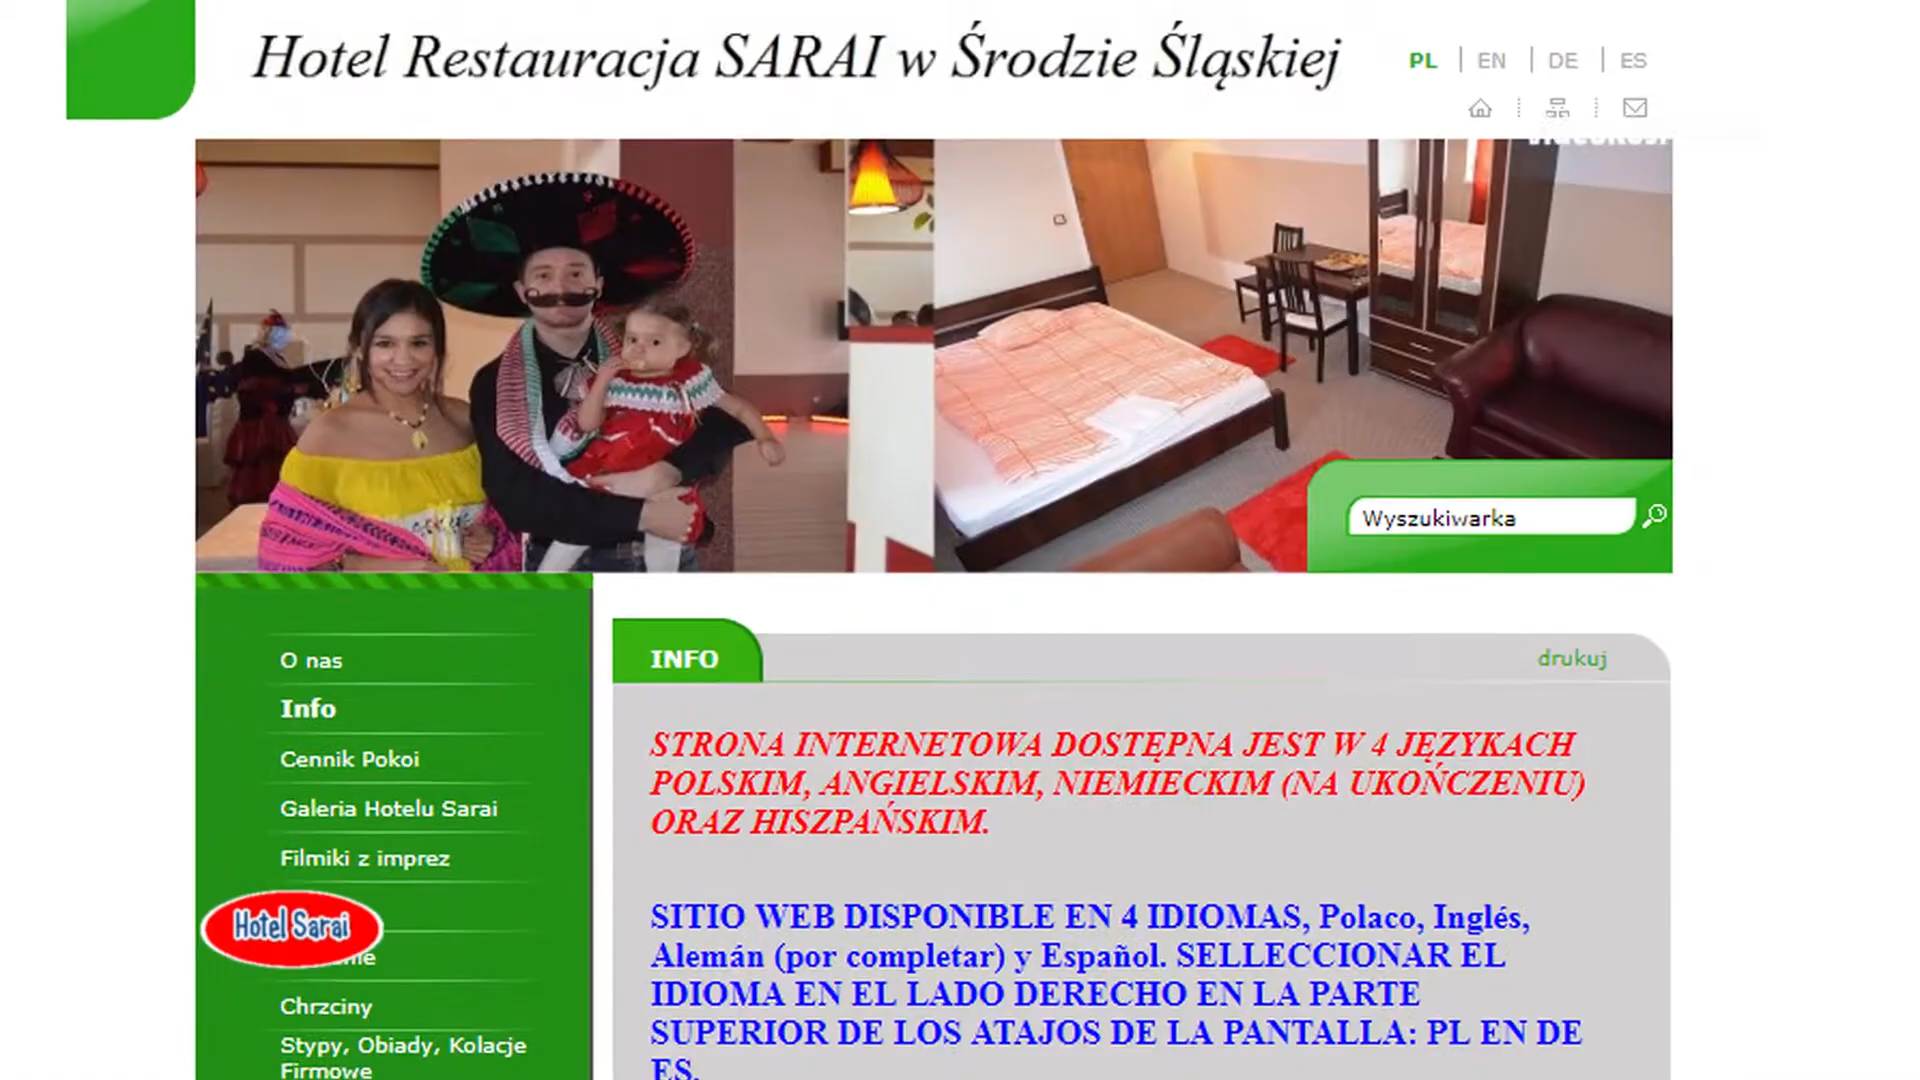 Hotel Restauracja SARAI w Środzie Śląskiej
PL EN DE ES
Wyszukiwarka
O nas
Info
Cennik Pokoi
Galeria Hotelu Sarai
Filmiki z imprez
Hotel Sarai
Chrzciny
Stypy, Obiady, Kolacje
Firmowe
INFO
drukuj
STRONA INTERNETOWA DOSTĘPNA JEST W 4 JĘZYKACH
POLSKIM, ANGIELSKIM, NIEMIECKIM (NA UKOŃCZENIU)
ORAZ HISZPAŃSKIM.
SITIO WEB DISPONIBLE EN 4 IDIOMAS, Polaco, Inglés,
Alemán (por completar) y Español. SELLECCIONAR EL
IDIOMA EN EL LADO DERECHO EN LA PARTE
SUPERIOR DE LOS ATAJOS DE LA PANTALLA: PL EN DE
ES.